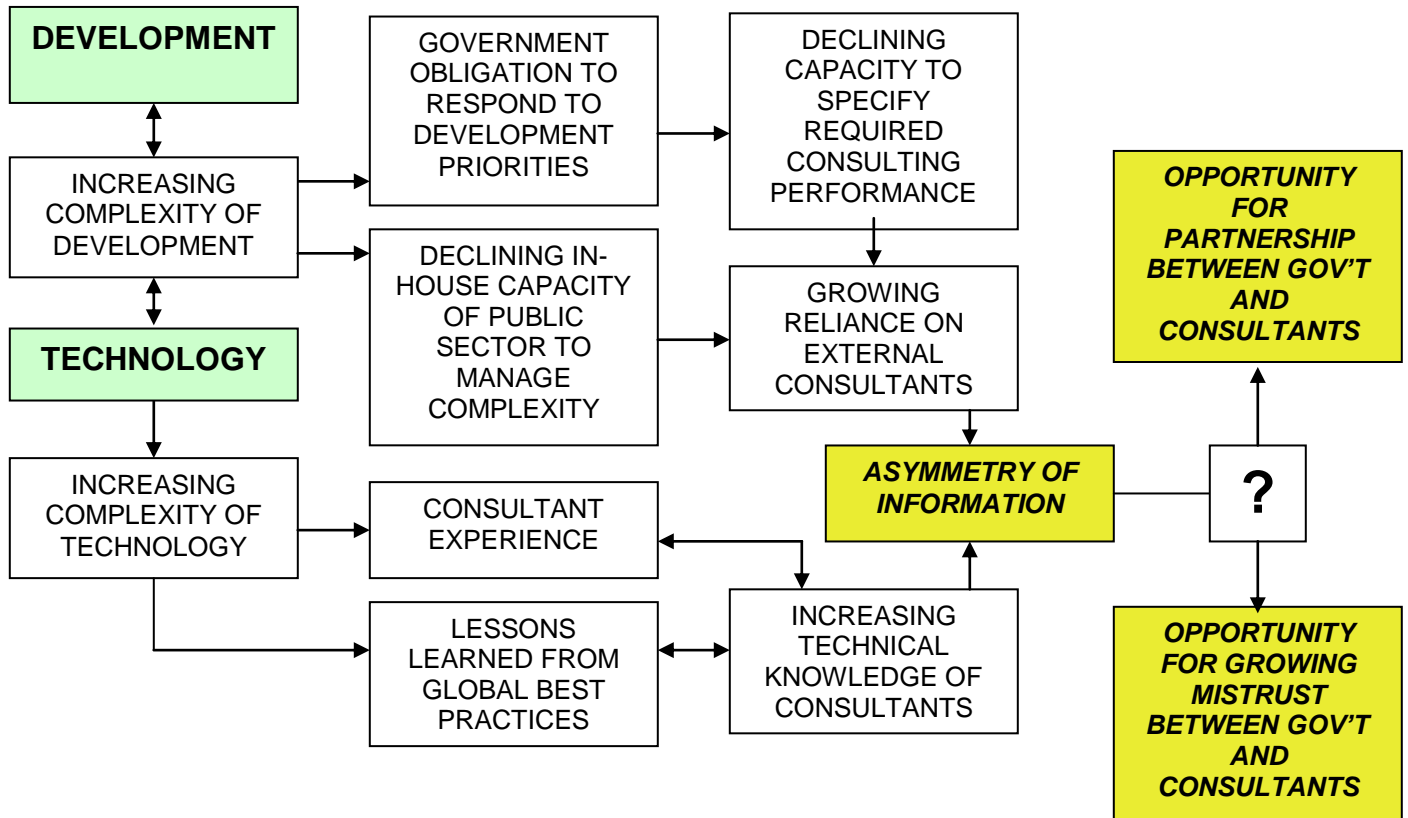 DEVELOPMENT
INCREASING
COMPLEXITY OF
DEVELOPMENT
TECHNOLOGY
INCREASING
COMPLEXITY OF
TECHNOLOGY
GOVERNMENT
OBLIGATION TO
RESPOND TO
DEVELOPMENT
PRIORITIES
DECLINING IN-
HOUSE CAPACITY
OF PUBLIC
SECTOR TO
MANAGE
COMPLEXITY
CONSULTANT
EXPERIENCE
LESSONS
LEARNED FROM
GLOBAL BEST
PRACTICES
DECLINING
CAPACITY TO
SPECIFY
REQUIRED
CONSULTING
PERFORMANCE
GROWING
RELIANCE ON
EXTERNAL
CONSULTANTS
ASYMMETRY OF
INFORMATION
INCREASING
TECHNICAL
KNOWLEDGE OF
CONSULTANTS
OPPORTUNITY
FOR
PARTNERSHIP
BETWEEN GOV'T
AND
CONSULTANTS
?
OPPORTUNITY
FOR GROWING
MISTRUST
BETWEEN GOV'T
AND
CONSULTANTS